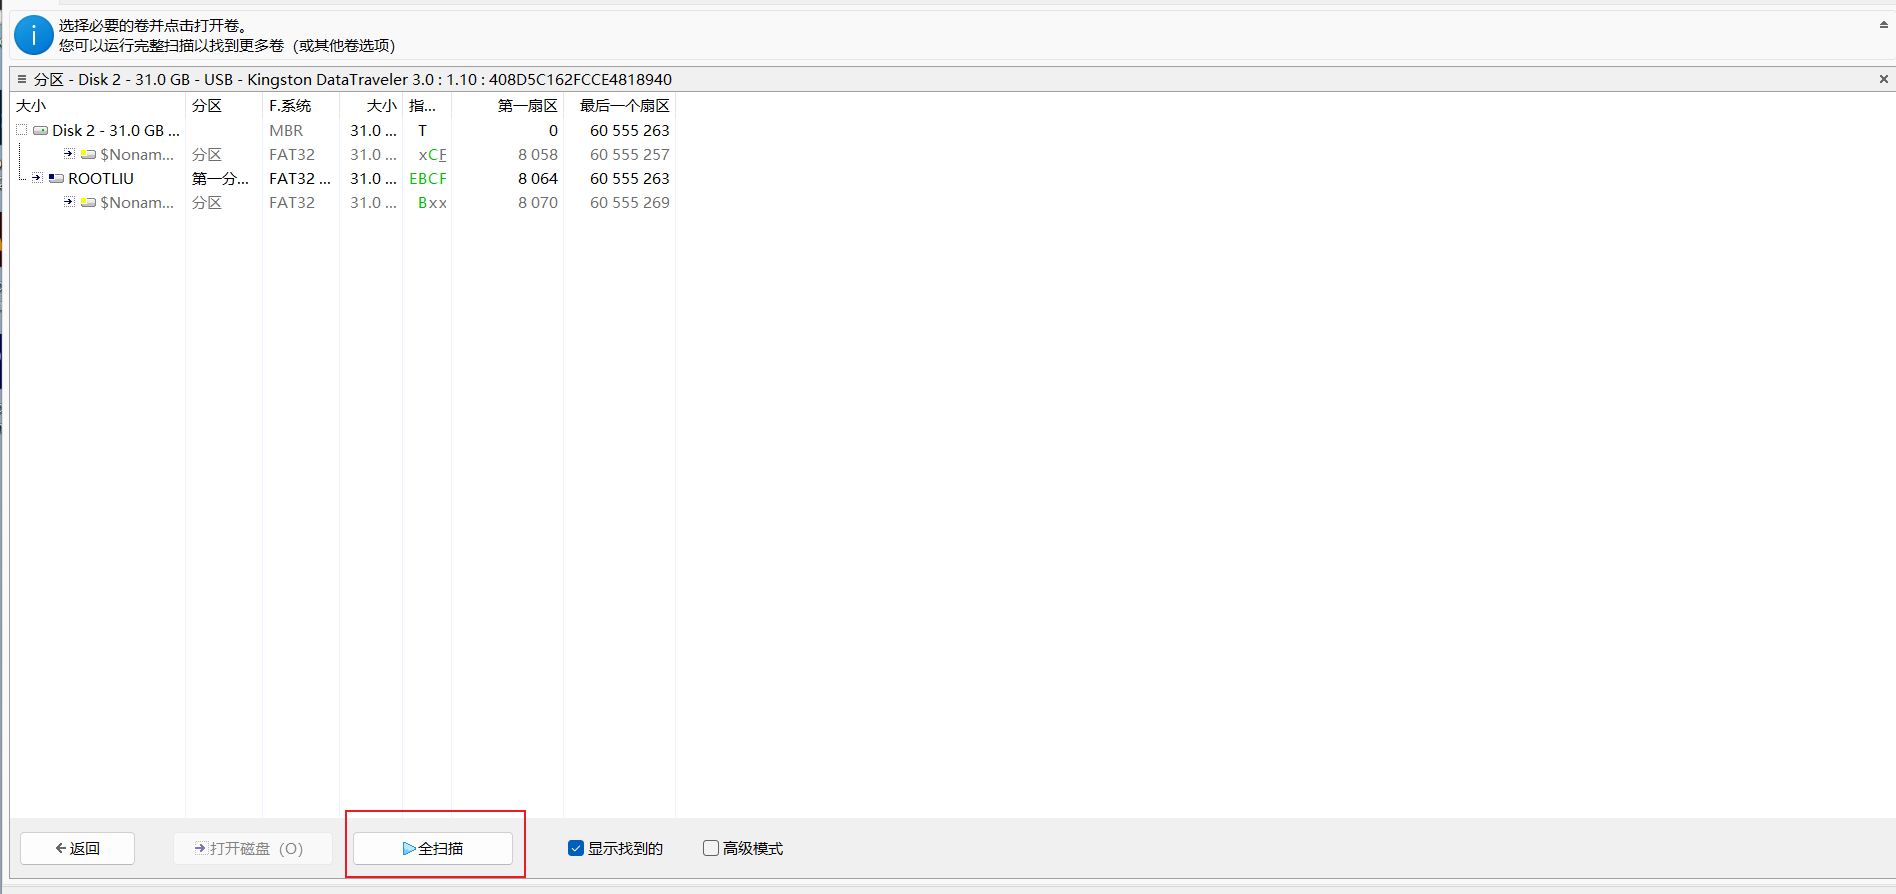 选择必要的卷并点击打开卷。
您可以运行完整扫描以找到更多卷（或其他卷选项）
分区 - Disk 2 - 31.0 GB - USB - Kingston DataTraveler 3.0 : 1.10 : 408D5C162FCCE4818940
大小 分区 F.系统 大小 指... 第一扇区 最后一个扇区
Disk 2 - 31.0 GB ... MBR 31.0 ... T 0 60 555 263
$Nonam... 分区 FAT32 31.0 ... xCF 8 058 60 555 257
ROOTLIU 第一分... FAT32 ... 31.0 ... EBCF 8 064 60 555 263
$Nonam... 分区 FAT32 31.0 ... Bxx 8 070 60 555 269
返回 打开磁盘（O） 全扫描 显示找到的 高级模式